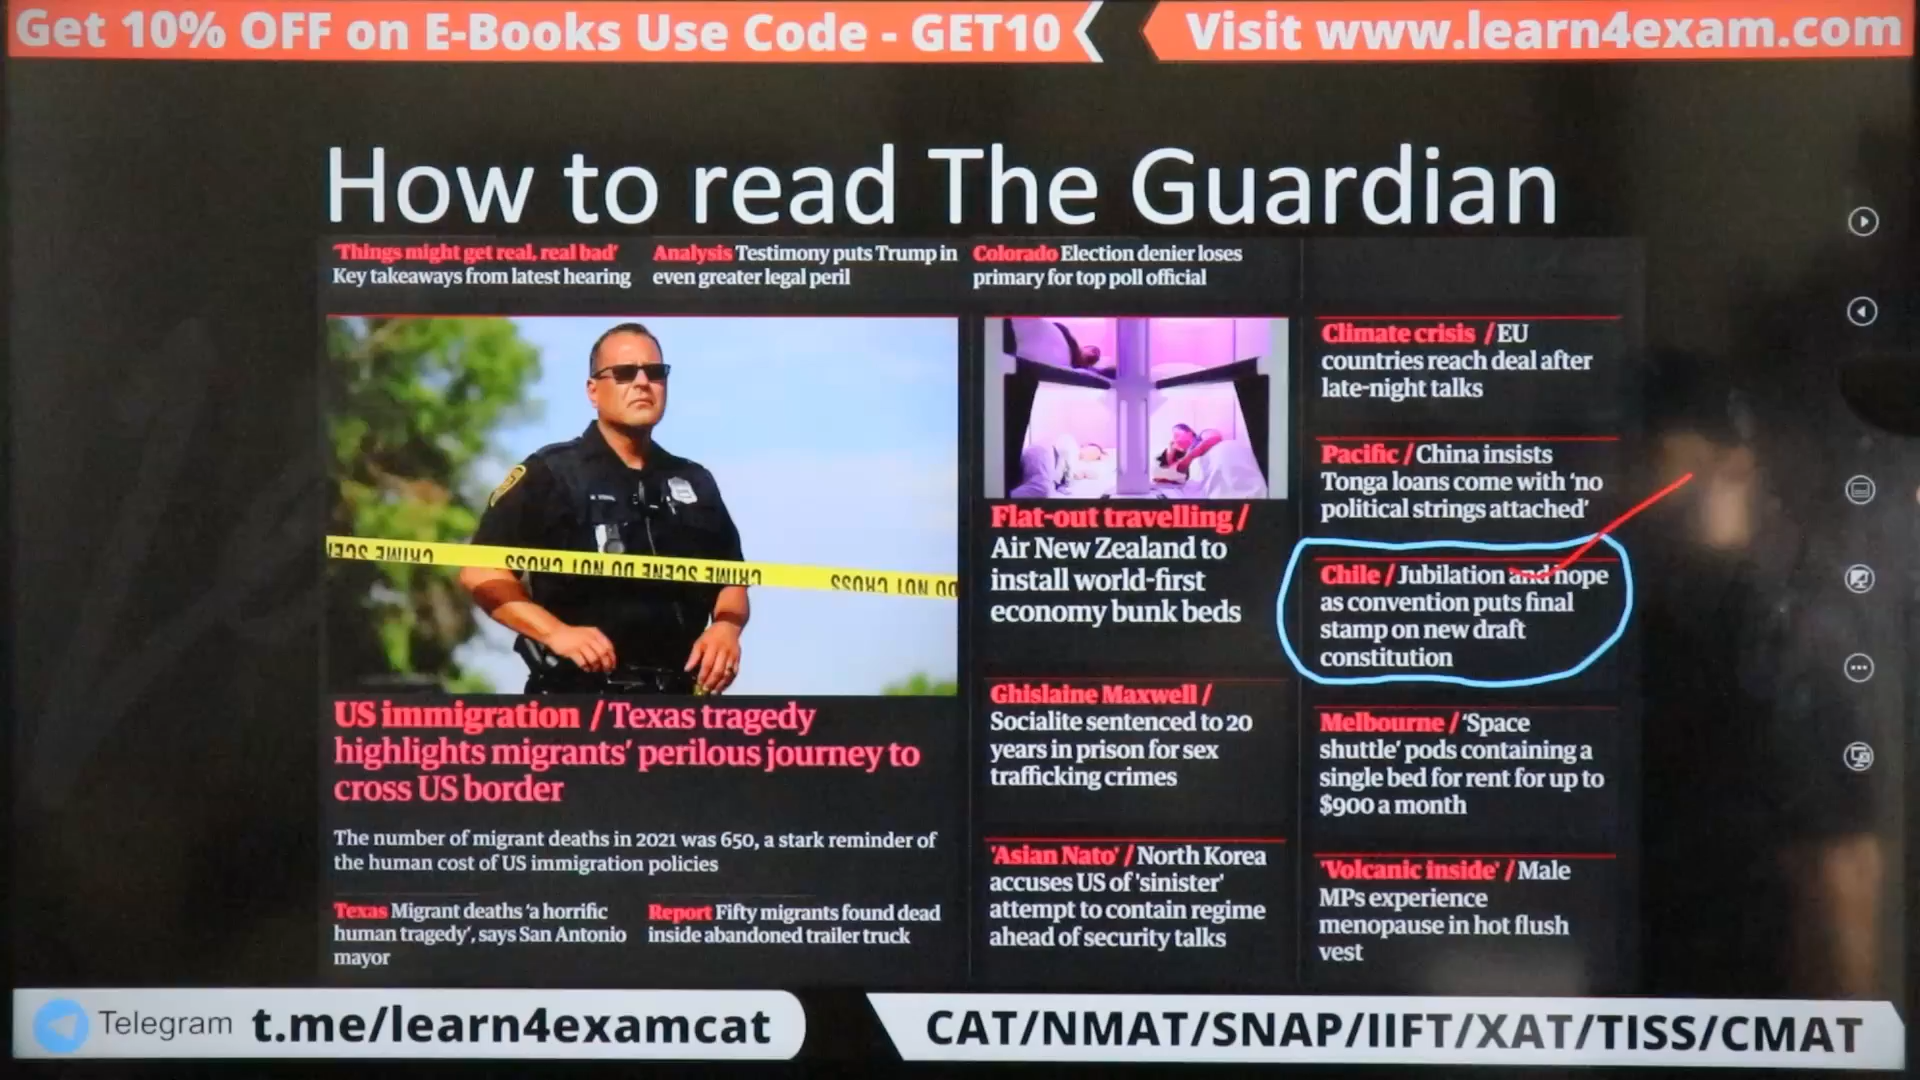 Get 10% OFF on E-Books Use Code - GET10
Visit www.learn4exam.com
How to read The Guardian
'Things might get real, real bad'
Key takeaways from latest hearing
Analysis Testimony puts Trump in
even greater legal peril
Colorado Election denier loses
primary for top poll official
CRIME SCENE DO NOT CROSS
US immigration / Texas tragedy
highlights migrants' perilous journey to
cross US border
The number of migrant deaths in 2021 was 650, a stark reminder of
the human cost of US immigration policies
Texas Migrant deaths 'a horrific
human tragedy', says San Antonio
mayor
Report Fifty migrants found dead
inside abandoned trailer truck
Flat-out travelling /
Air New Zealand to
install world-first
economy bunk beds
Ghislaine Maxwell /
Socialite sentenced to 20
years in prison for sex
trafficking crimes
'Asian Nato' / North Korea
accuses US of 'sinister'
attempt to contain regime
ahead of security talks
Climate crisis / EU
countries reach deal after
late-night talks
Pacific / China insists
Tonga loans come with 'no
political strings attached'
Chile / Jubilation and hope
as convention puts final
stamp on new draft
constitution
Melbourne / 'Space
shuttle' pods containing a
single bed for rent for up to
$900 a month
'Volcanic inside' / Male
MPs experience
menopause in hot flush
vest
Telegram t.me/learn4examcat
CAT/NMAT/SNAP/IIFT/XAT/TISS/CMAT